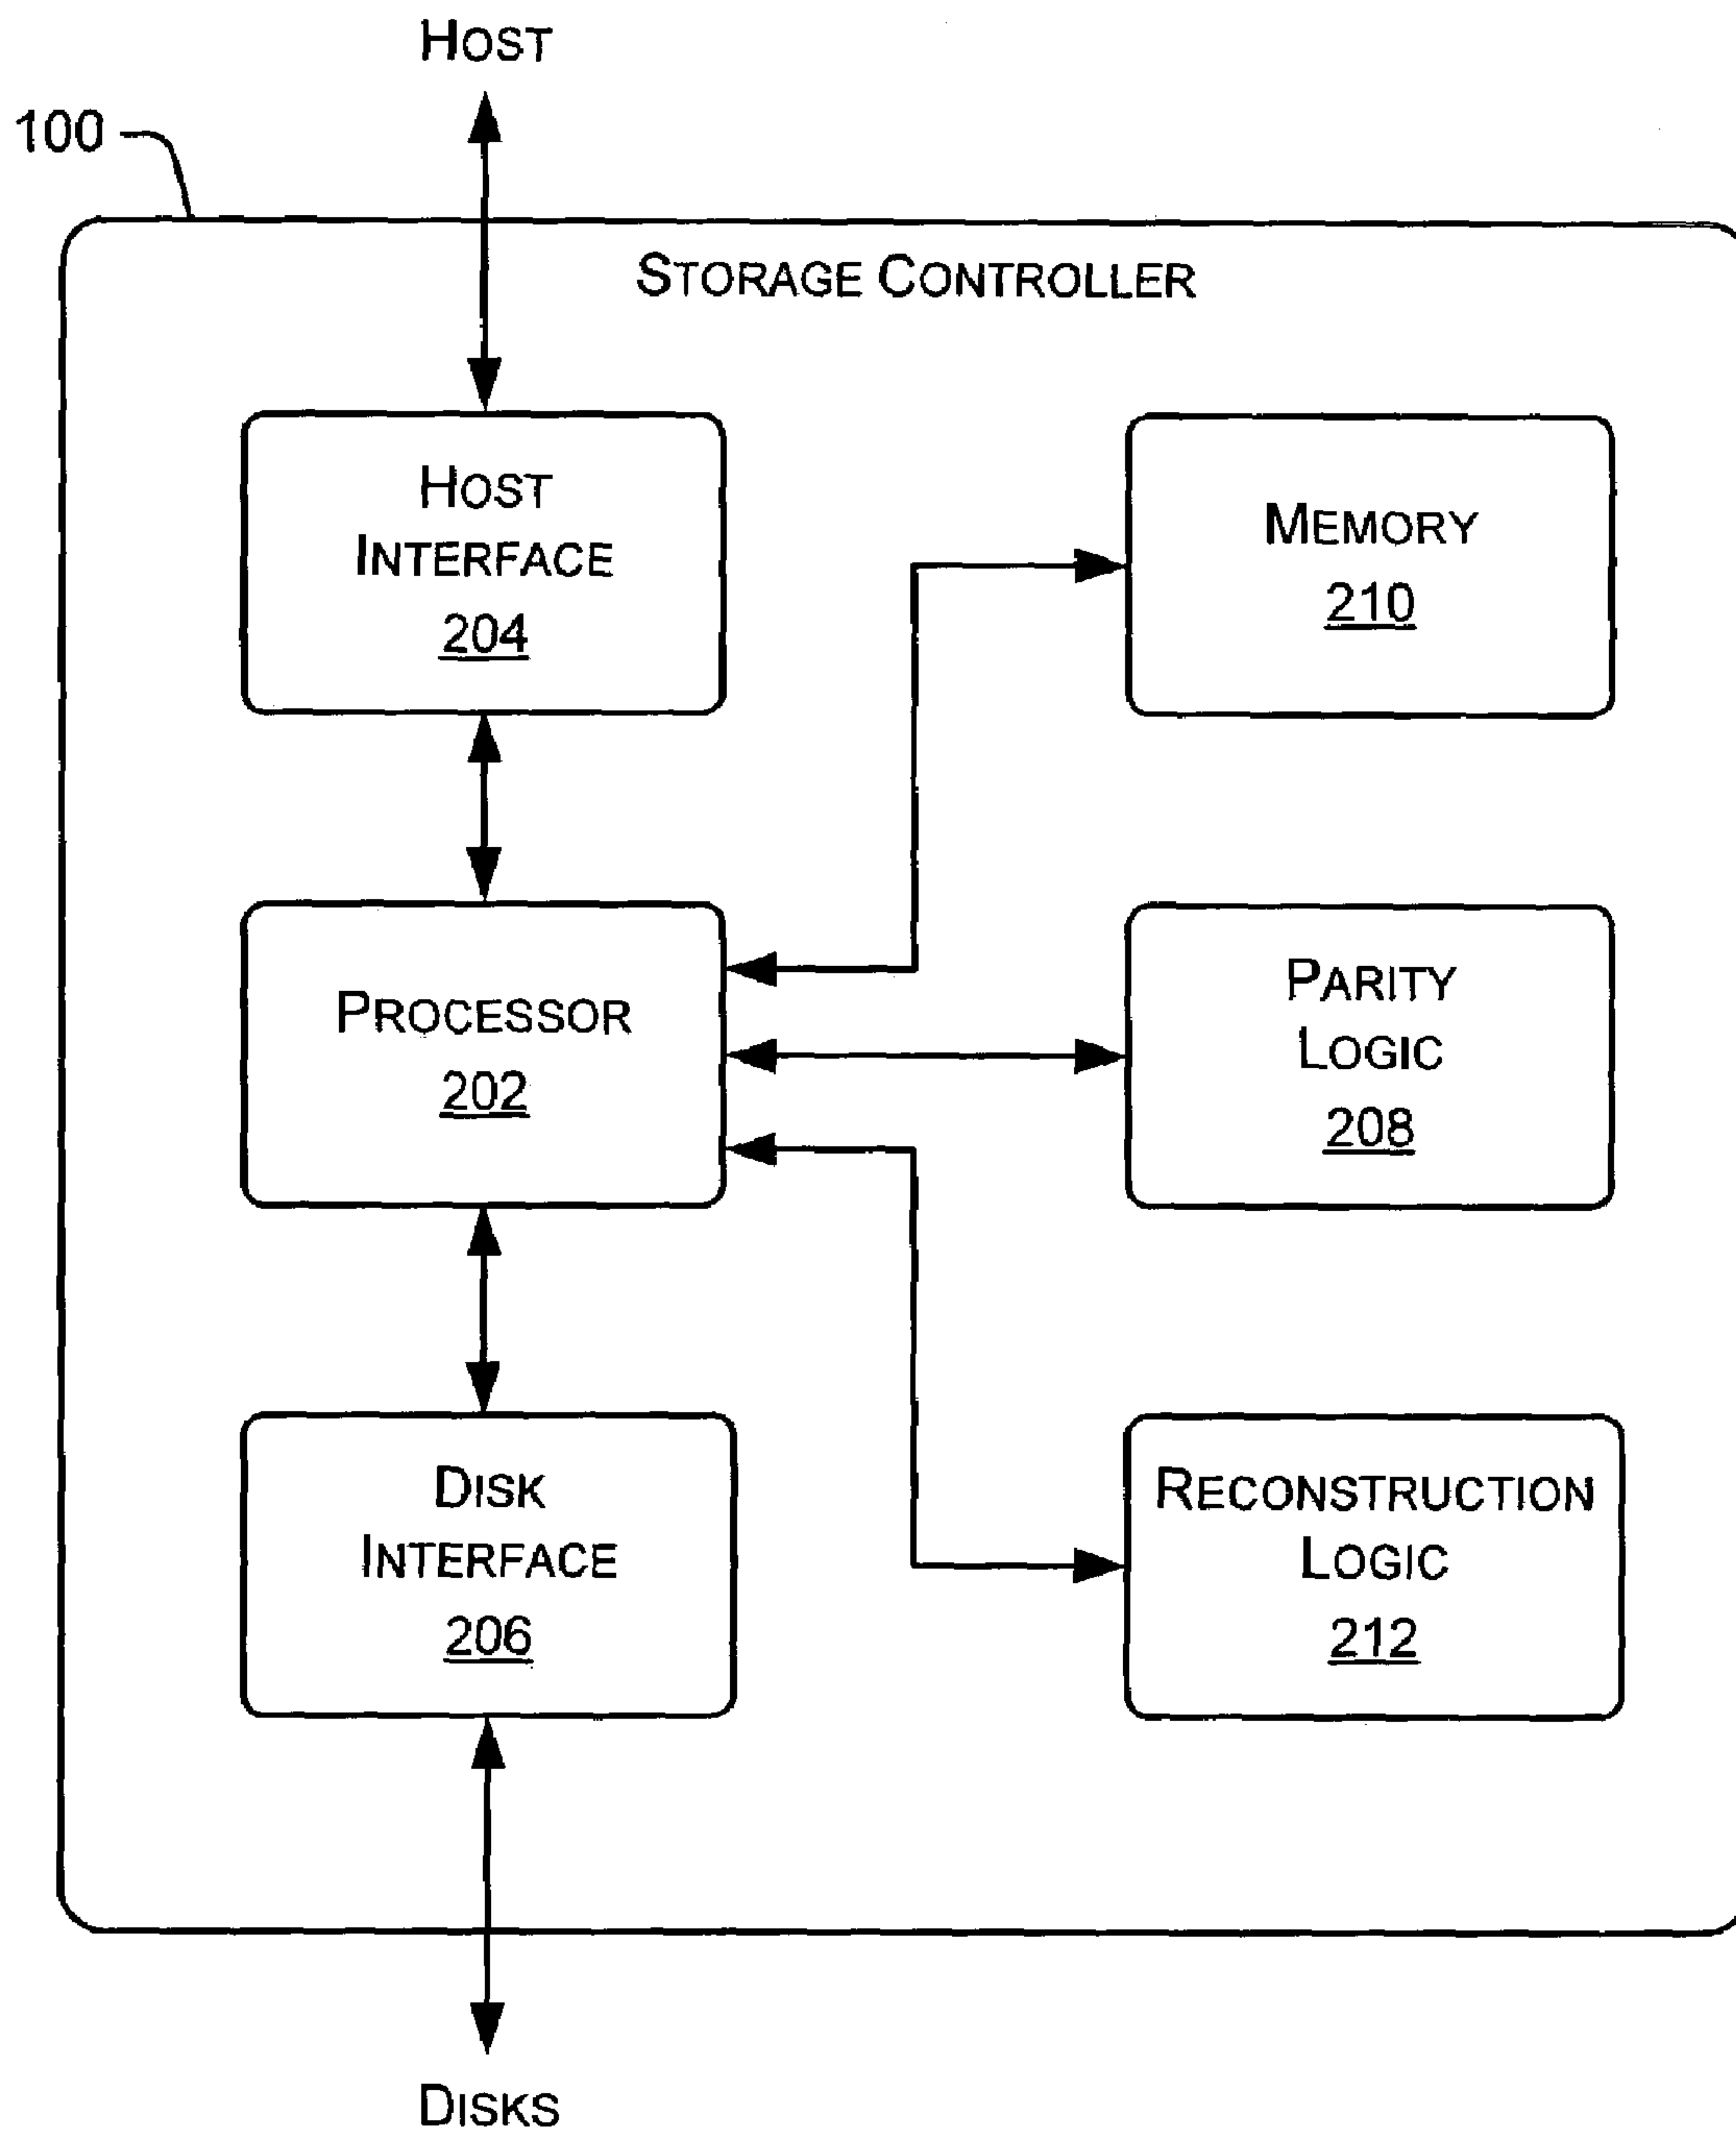 HOST
100
STORAGE CONTROLLER
HOST
INTERFACE
204
MEMORY
210
PROCESSOR
202
PARITY
LOGIC
208
DISK
INTERFACE
206
RECONSTRUCTION
LOGIC
212
DISKS